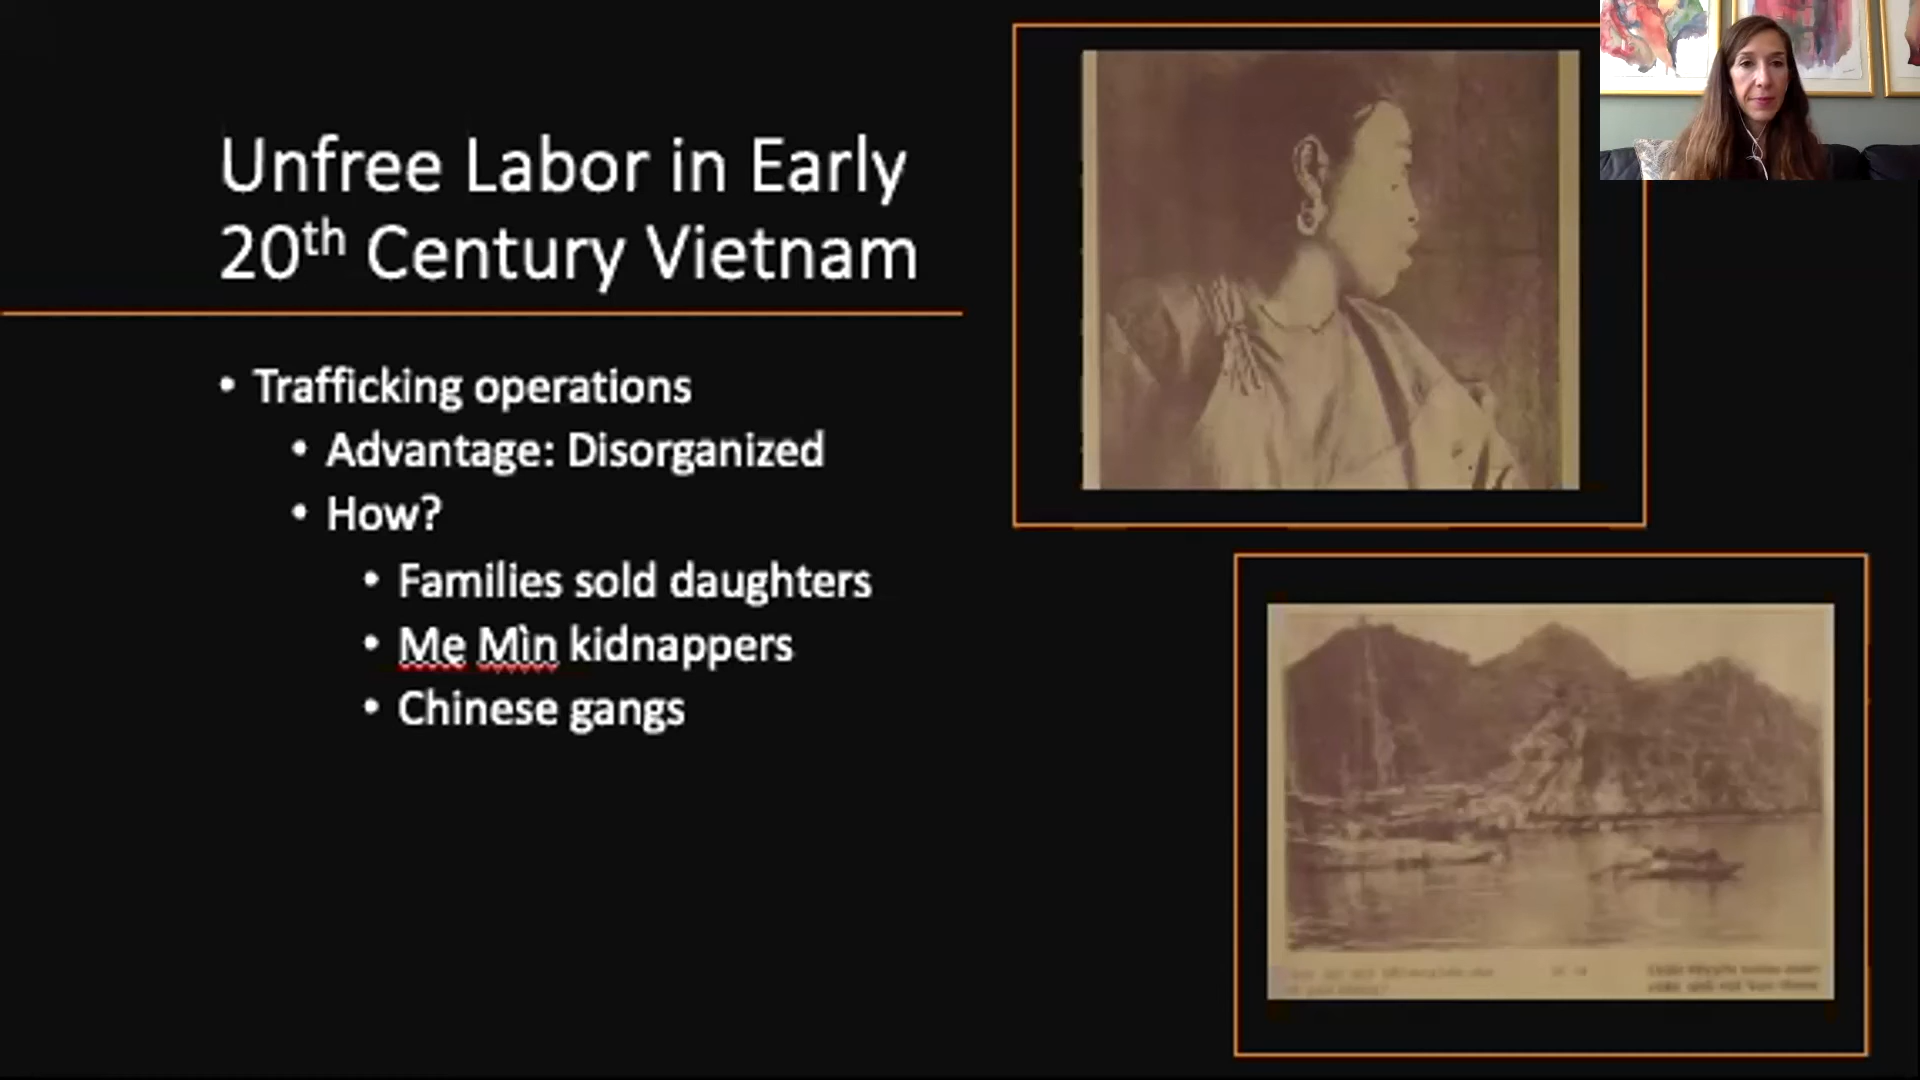 Unfree Labor in Early
20th Century Vietnam
• Trafficking operations
• Advantage: Disorganized
• How?
• Families sold daughters
• Mẹ Mìn kidnappers
• Chinese gangs